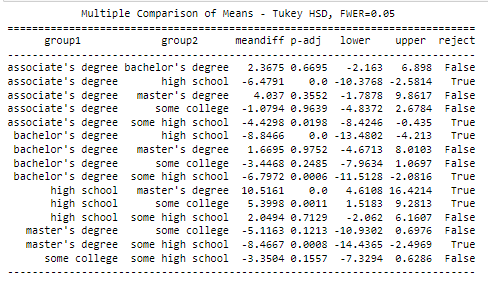 Multiple Comparison of Means - Tukey HSD, FWER=0.05
================================================================================
group1 group2 meandiff p-adj lower upper reject
--------------------------------------------------------------------------------
associate's degree bachelor's degree 2.3675 0.6695 -2.163 6.898 False
associate's degree high school -6.4791 0.0 -10.3768 -2.5814 True
associate's degree master's degree 4.037 0.3552 -1.7878 9.8617 False
associate's degree some college -1.0794 0.9639 -4.8372 2.6784 False
associate's degree some high school -4.4298 0.0198 -8.4246 -0.435 True
bachelor's degree high school -8.8466 0.0 -13.4802 -4.213 True
bachelor's degree master's degree 1.6695 0.9752 -4.6713 8.0103 False
bachelor's degree some college -3.4468 0.2485 -7.9634 1.0697 False
bachelor's degree some high school -6.7972 0.0006 -11.5128 -2.0816 True
high school master's degree 10.5161 0.0 4.6108 16.4214 True
high school some college 5.3998 0.0011 1.5183 9.2813 True
high school some high school 2.0494 0.7129 -2.062 6.1607 False
master's degree some college -5.1163 0.1213 -10.9302 0.6976 False
master's degree some high school -8.4667 0.0008 -14.4365 -2.4969 True
some college some high school -3.3504 0.1557 -7.3294 0.6286 False
--------------------------------------------------------------------------------